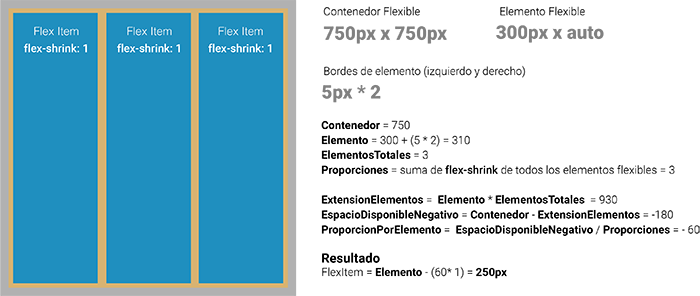 Flex Item
flex-shrink: 1
Flex Item
flex-shrink: 1
Flex Item
flex-shrink: 1
Contenedor Flexible
750px x 750px
Elemento Flexible
300px x auto
Bordes de elemento (izquierdo y derecho)
5px * 2
Contenedor = 750
Elemento = 300 + (5 * 2) = 310
ElementosTotales = 3
Proporciones = suma de flex-shrink de todos los elementos flexibles = 3
ExtensionElementos = Elemento * ElementosTotales = 930
EspacioDisponibleNegativo = Contenedor - ExtensionElementos = -180
ProporcionPorElemento = EspacioDisponibleNegativo / Proporciones = - 60
Resultado
FlexItem = Elemento - (60* 1) = 250px